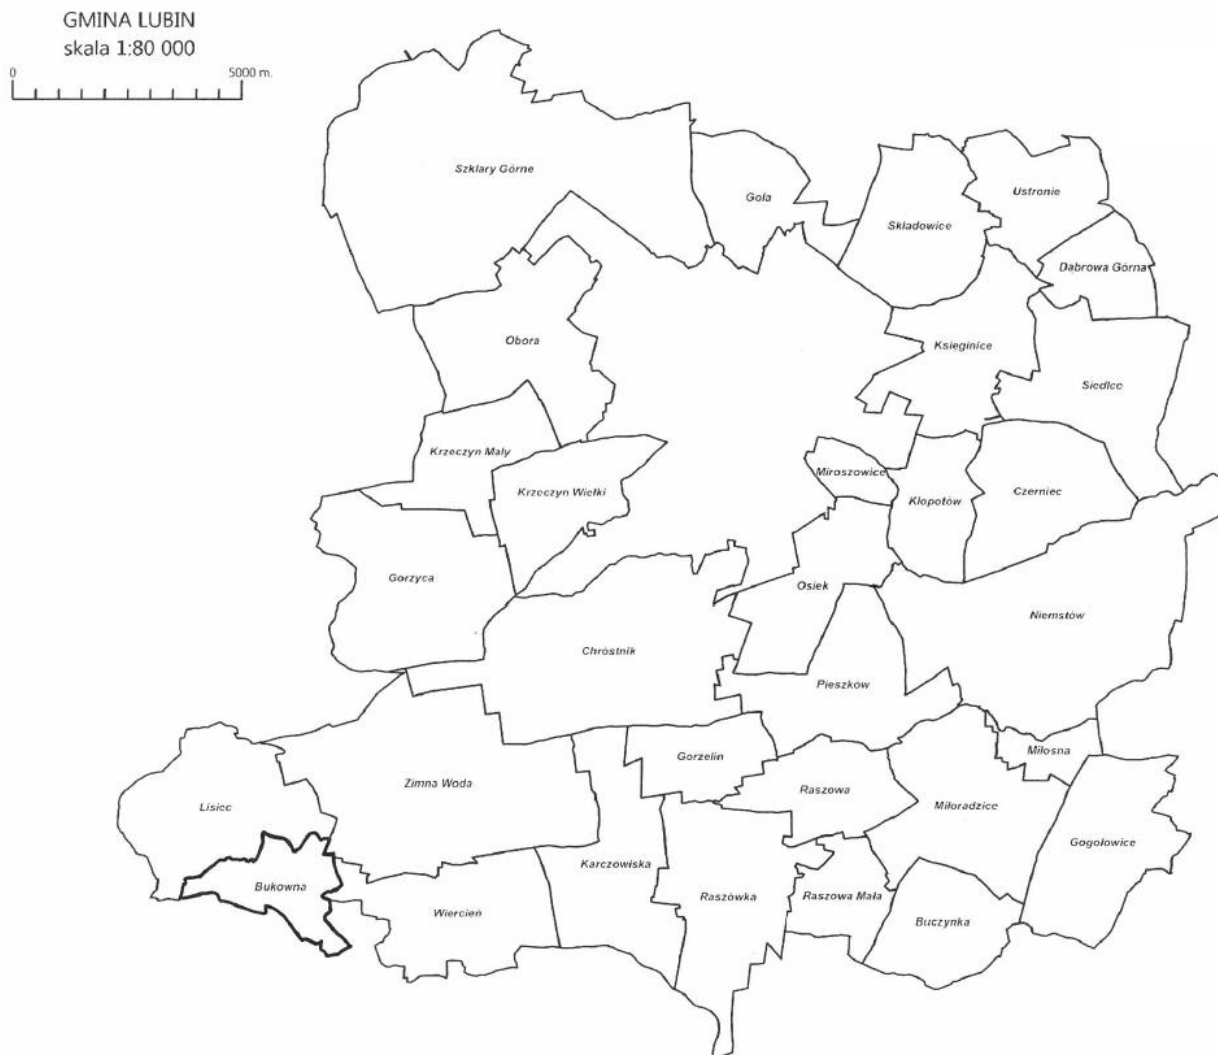 GMINA LUBIN
skala 1:80 000
0 5000 m.
Szklary Górne
Gola
Ustronie
Składowice
Dąbrowa Górna
Obora
Księginice
Siedlce
Krzeczyn Mały
Miroszowice
Krzeczyn Wielki
Kłopotów
Czerniec
Gorzyca
Osiek
Niemstów
Chróstnik
Pieszków
Miłosna
Gorzelin
Zimna Woda
Raszowa
Lisiec
Miłoradzice
Gogołowice
Karczowiska
Bukowna
Raszówka
Raszowa Mała
Wiercień
Buczynka